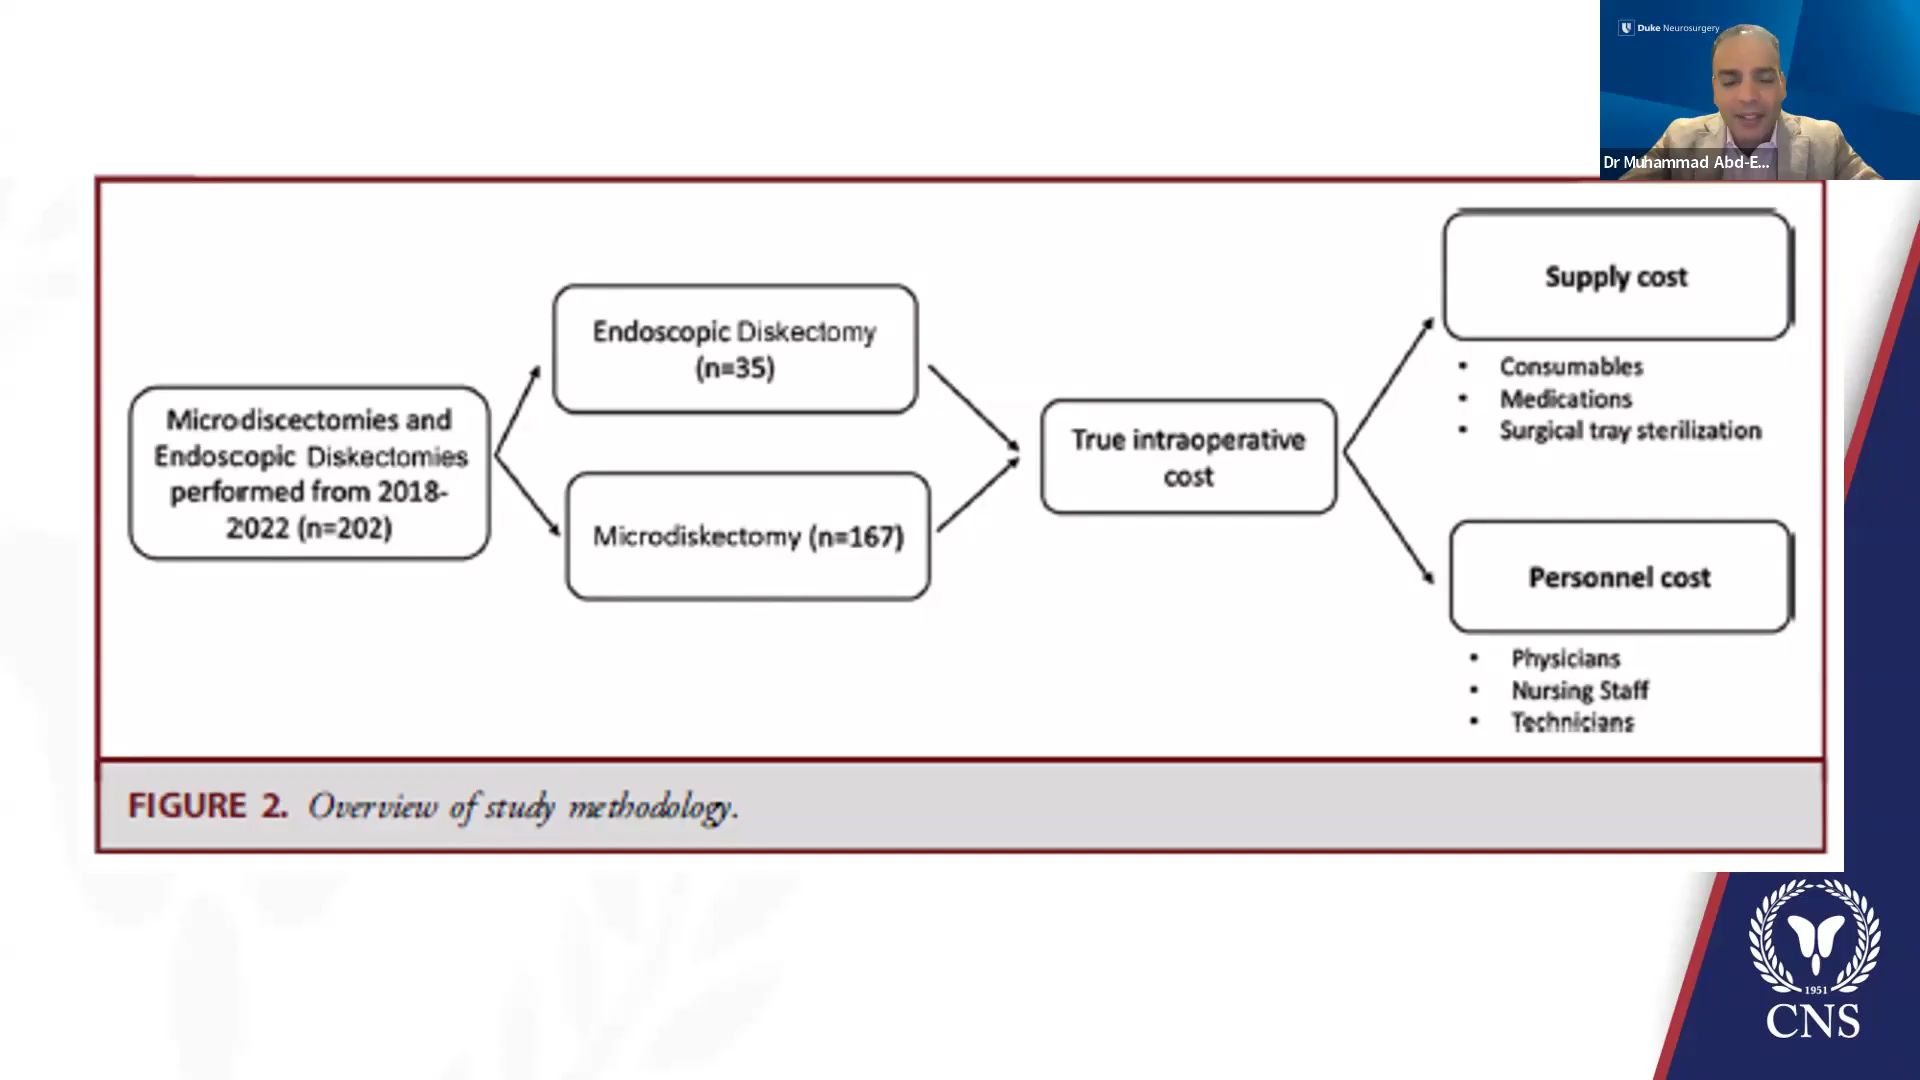 Duke Neurosurgery
Dr Muhammad Abd-E...
Microdiscectomies and
Endoscopic Diskectomies
performed from 2018-
2022 (n=202)
Endoscopic Diskectomy
(n=35)
Microdiskectomy (n=167)
True intraoperative
cost
Supply cost
• Consumables
• Medications
• Surgical tray sterilization
Personnel cost
• Physicians
• Nursing Staff
• Technicians
FIGURE 2. Overview of study methodology.
1951
CNS